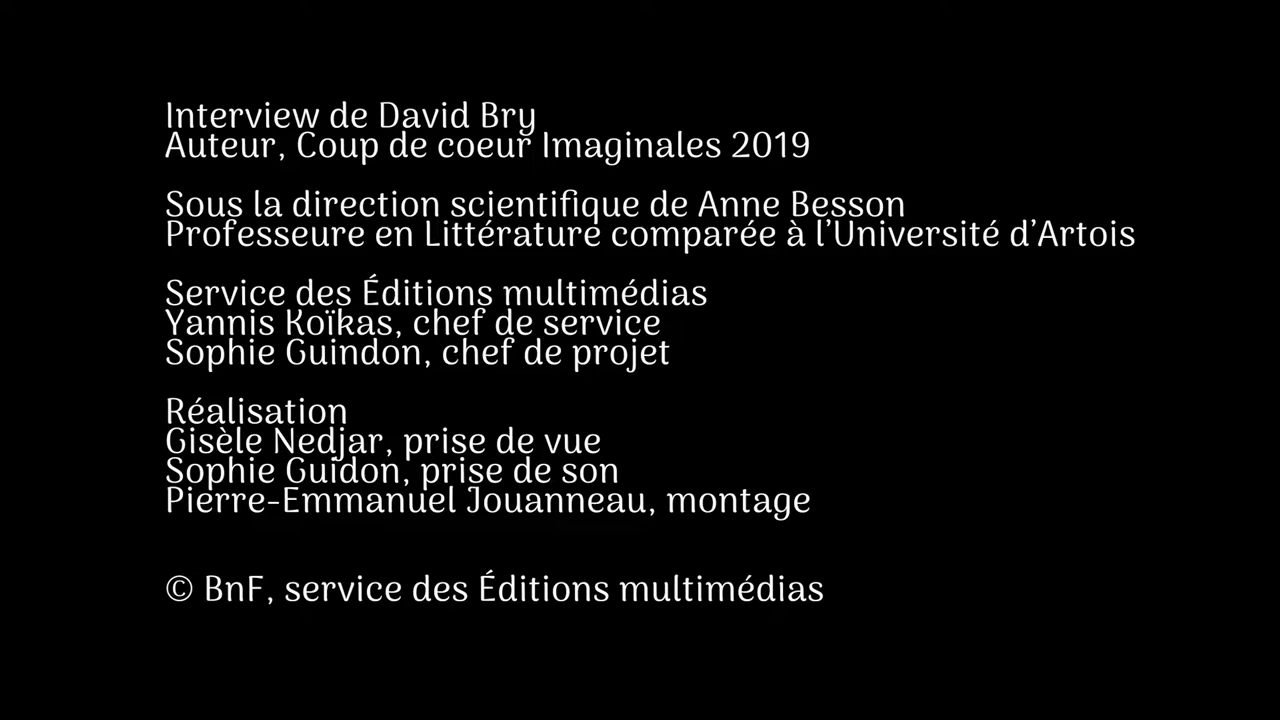 Interview de David Bry
Auteur, Coup de coeur Imaginales 2019
Sous la direction scientifique de Anne Besson
Professeure en Littérature comparée à l’Université d’Artois
Service des Éditions multimédias
Yannis Koïkas, chef de service
Sophie Guindon, chef de projet
Réalisation
Gisèle Nedjar, prise de vue
Sophie Guidon, prise de son
Pierre-Emmanuel Jouanneau, montage
© BnF, service des Éditions multimédias